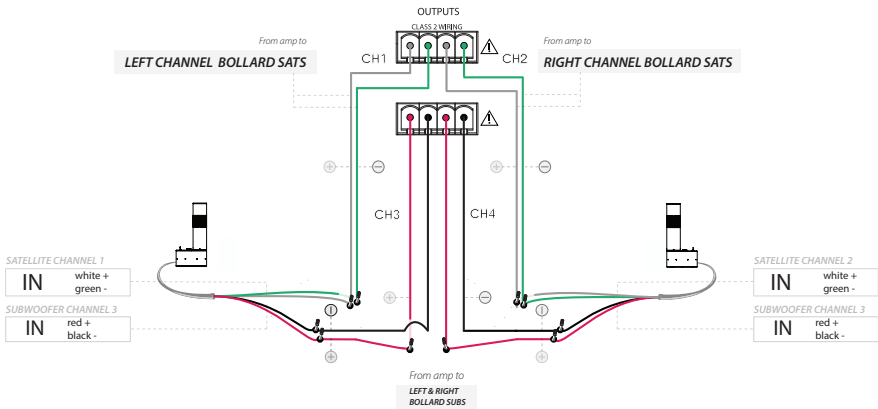 OUTPUTS
CLASS 2 WIRING
From amp to
LEFT CHANNEL BOLLARD SATS
CH1
CH2
From amp to
RIGHT CHANNEL BOLLARD SATS
CH3
CH4
SATELLITE CHANNEL 1
IN
white +
green -
SUBWOOFER CHANNEL 3
IN
red +
black -
SATELLITE CHANNEL 2
IN
white +
green -
SUBWOOFER CHANNEL 3
IN
red +
black -
From amp to
LEFT & RIGHT
BOLLARD SUBS